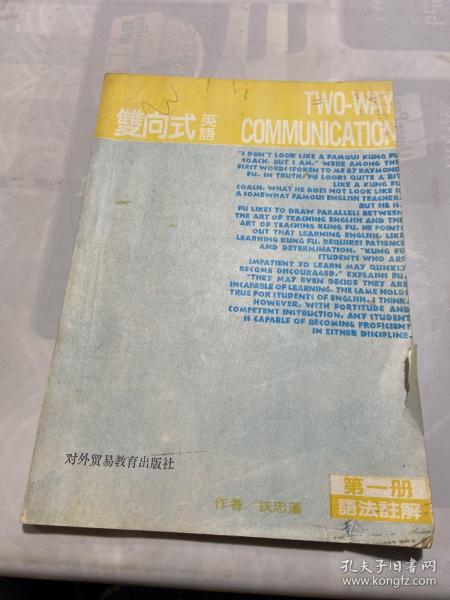 雙向式英語
TWO-WAY
COMMUNICATION
"I DON'T LOOK LIKE A FAMOUS KUNG FU
COACH, BUT I AM," WERE AMONG THE
FIRST WORDS SPOKEN TO ME BY RAYMOND
FU. IN TRUTH, FU LOOKS QUITE A BIT
LIKE A KUNG FU
COACH. WHAT HE DOES NOT LOOK LIKE IS
A SOMEWHAT FAMOUS ENGLISH TEACHER.
BUT HE IS.
FU LIKES TO DRAW PARALLELS BETWEEN
THE ART OF TEACHING ENGLISH AND THE
ART OF TEACHING KUNG FU. HE POINTS
OUT THAT LEARNING ENGLISH, LIKE
LEARNING KUNG FU, REQUIRES PATIENCE
AND DETERMINATION. "KUNG FU
STUDENTS WHO ARE
IMPATIENT TO LEARN MAY QUICKLY
BECOME DISCOURAGED," EXPLAINS FU.
"THEY MAY EVEN DECIDE THEY ARE
INCAPABLE OF LEARNING. THE SAME HOLDS
TRUE FOR STUDENTS OF ENGLISH, I THINK.
HOWEVER, WITH FORTITUDE AND
COMPETENT INSTRUCTION, ANY STUDENT
IS CAPABLE OF BECOMING PROFICIENT
IN EITHER DISCIPLINE.
对外贸易教育出版社
第一册
語法註解
作者／扶忠漢
孔夫子旧书网
www.kongfz.com